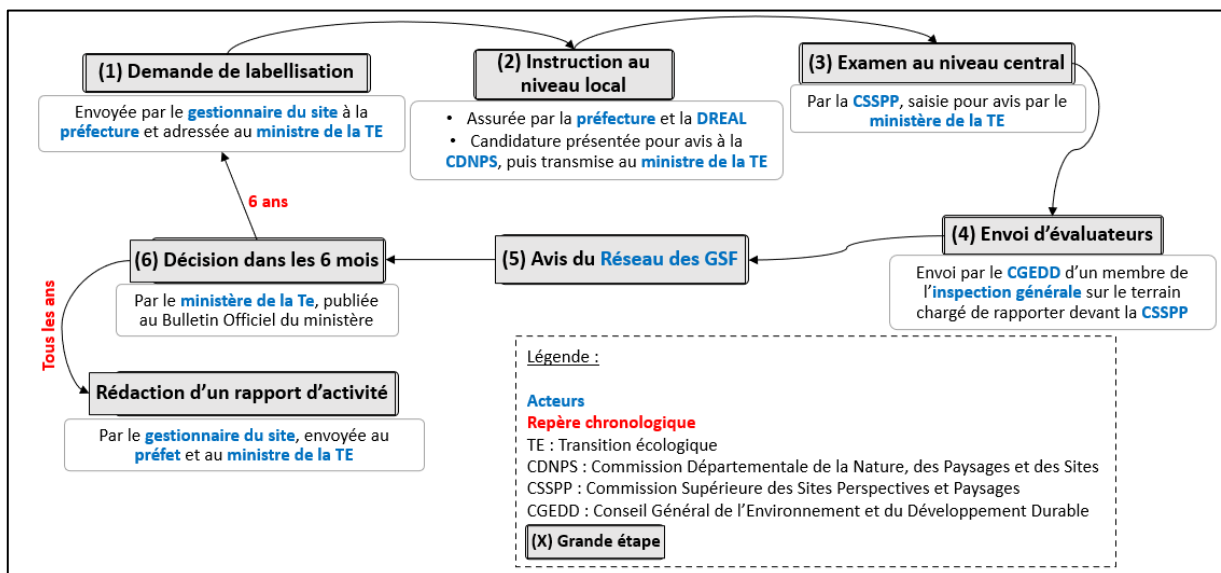 (1) Demande de labellisation
Envoyée par le gestionnaire du site à la
préfecture et adressée au ministre de la TE
(2) Instruction au
niveau local
• Assurée par la préfecture et la DREAL
• Candidature présentée pour avis à la
CDNPS, puis transmise au ministre de la TE
(3) Examen au niveau central
Par la CSSPP, saisie pour avis par le
ministère de la TE
(4) Envoi d’évaluateurs
Envoi par le CGEDD d’un membre de
l’inspection générale sur le terrain
chargé de rapporter devant la CSSPP
(5) Avis du Réseau des GSF
(6) Décision dans les 6 mois
Par le ministère de la Te, publiée
au Bulletin Officiel du ministère
6 ans
Tous les ans
Rédaction d’un rapport d’activité
Par le gestionnaire du site, envoyée au
préfet et au ministre de la TE
Légende :
Acteurs
Repère chronologique
TE : Transition écologique
CDNPS : Commission Départementale de la Nature, des Paysages et des Sites
CSSPP : Commission Supérieure des Sites Perspectives et Paysages
CGEDD : Conseil Général de l’Environnement et du Développement Durable
(X) Grande étape